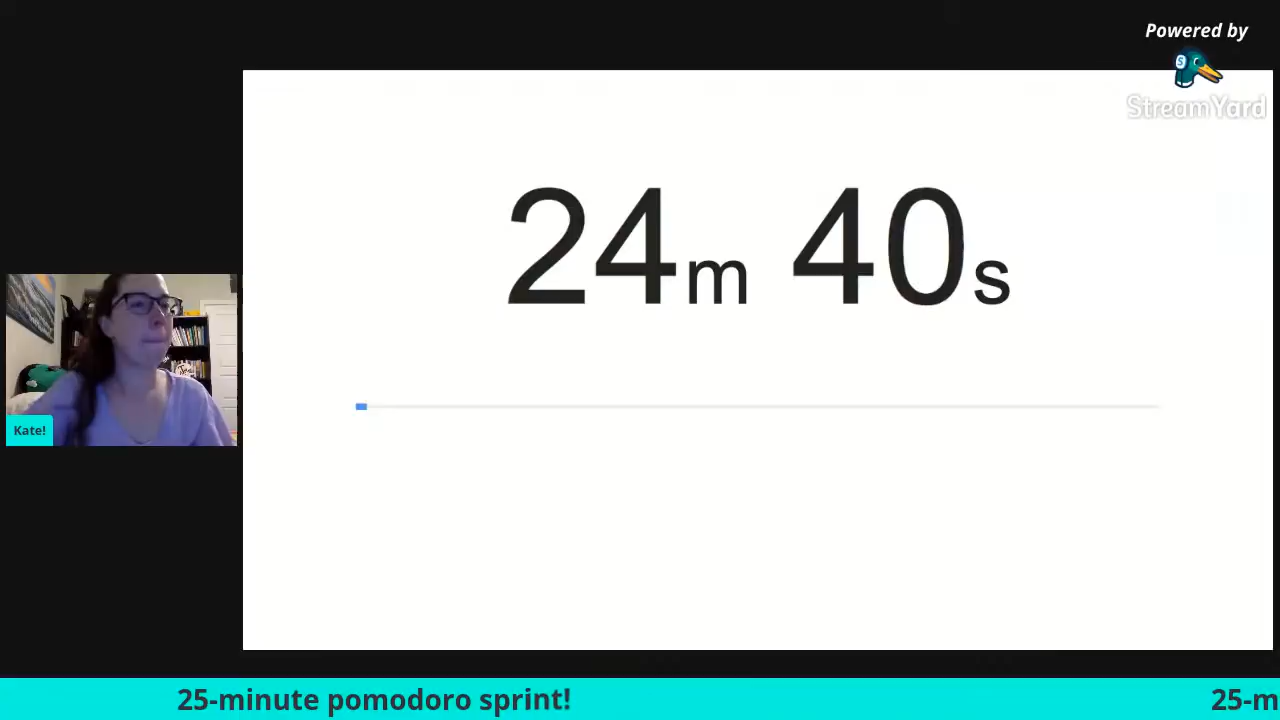 Powered by
StreamYard
24m 40s
Kate!
25-minute pomodoro sprint!
25-m